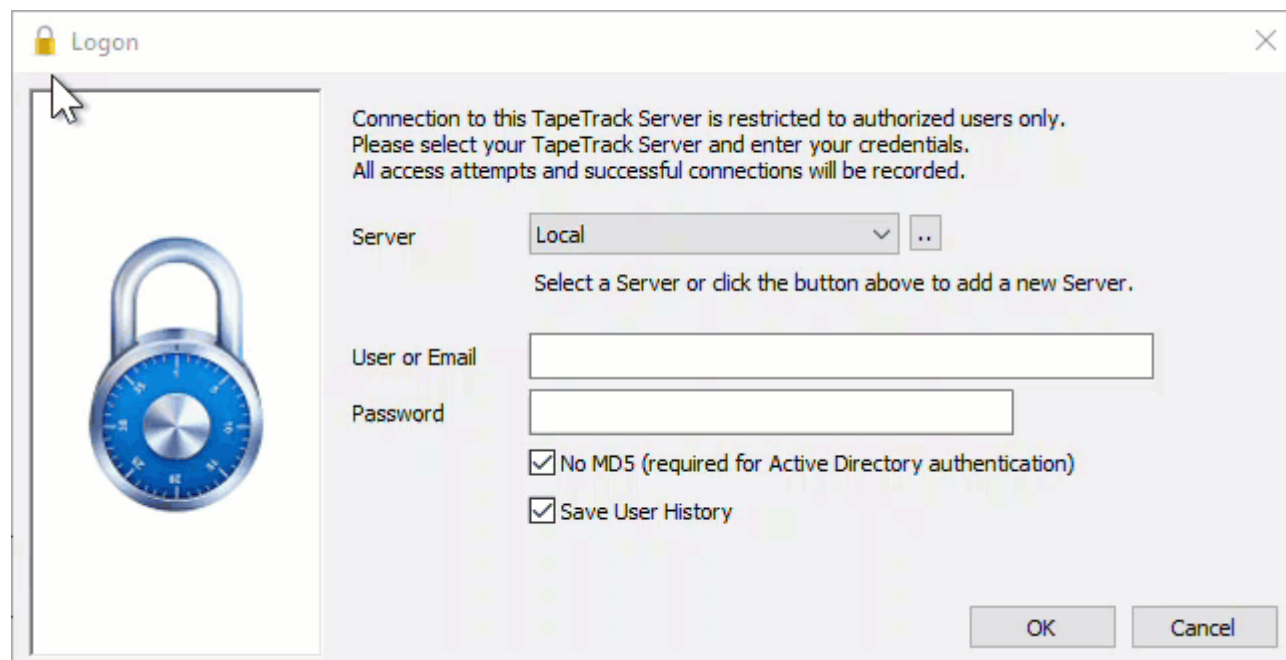 Logon
Connection to this TapeTrack Server is restricted to authorized users only.
Please select your TapeTrack Server and enter your credentials.
All access attempts and successful connections will be recorded.
Server
Local
..
Select a Server or click the button above to add a new Server.
User or Email
Password
No MD5 (required for Active Directory authentication)
Save User History
OK
Cancel